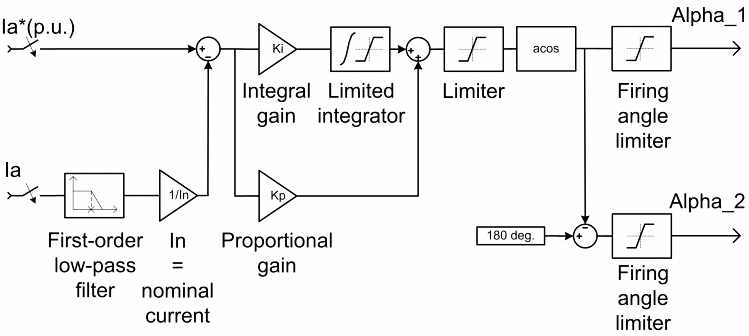 Ia*(p.u.)
Alpha_1
+
−
Ki
+
+
acos
Integral
gain
Limited
integrator
Limiter
Firing
angle
limiter
Ia
1/In
Kp
Alpha_2
180 deg.
+
−
First-order
low-pass
filter
In
=
nominal
current
Proportional
gain
Firing
angle
limiter